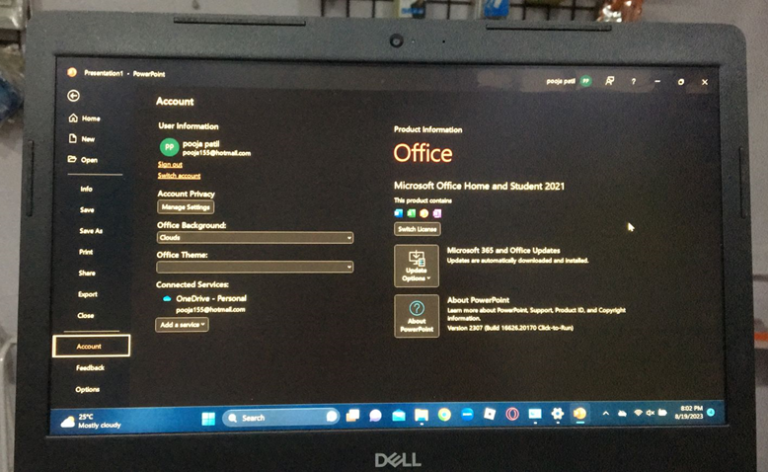 Presentation1 - PowerPoint
pooja patil
PP
?
Home
New
Open
Info
Save
Save As
Print
Share
Export
Close
Account
Feedback
Options
Account
User Information
PP
pooja patil
pooja155@hotmail.com
Sign out
Switch account
Account Privacy
Manage Settings
Office Background:
Clouds
Office Theme:
Connected Services:
OneDrive - Personal
pooja155@hotmail.com
Add a service
Product Information
Office
Microsoft Office Home and Student 2021
This product contains
Switch License
Update
Options
Microsoft 365 and Office Updates
Updates are automatically downloaded and installed.
About
PowerPoint
About PowerPoint
Learn more about PowerPoint, Support, Product ID, and Copyright
information.
Version 2307 (Build 16626.20170 Click-to-Run)
25°C
Mostly cloudy
Search
8:02 PM
8/19/2023
DELL